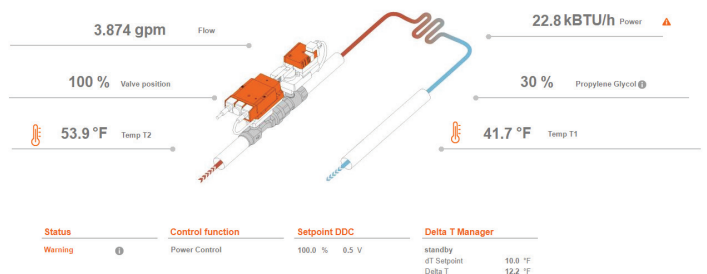 3.874 gpm Flow
22.8 kBTU/h Power
100 % Valve position
30 % Propylene Glycol
53.9 °F Temp T2
41.7 °F Temp T1
Status Control function Setpoint DDC Delta T Manager
Warning Power Control 100.0 % 0.5 V standby
dT Setpoint 10.0 °F
Delta T 12.2 °F